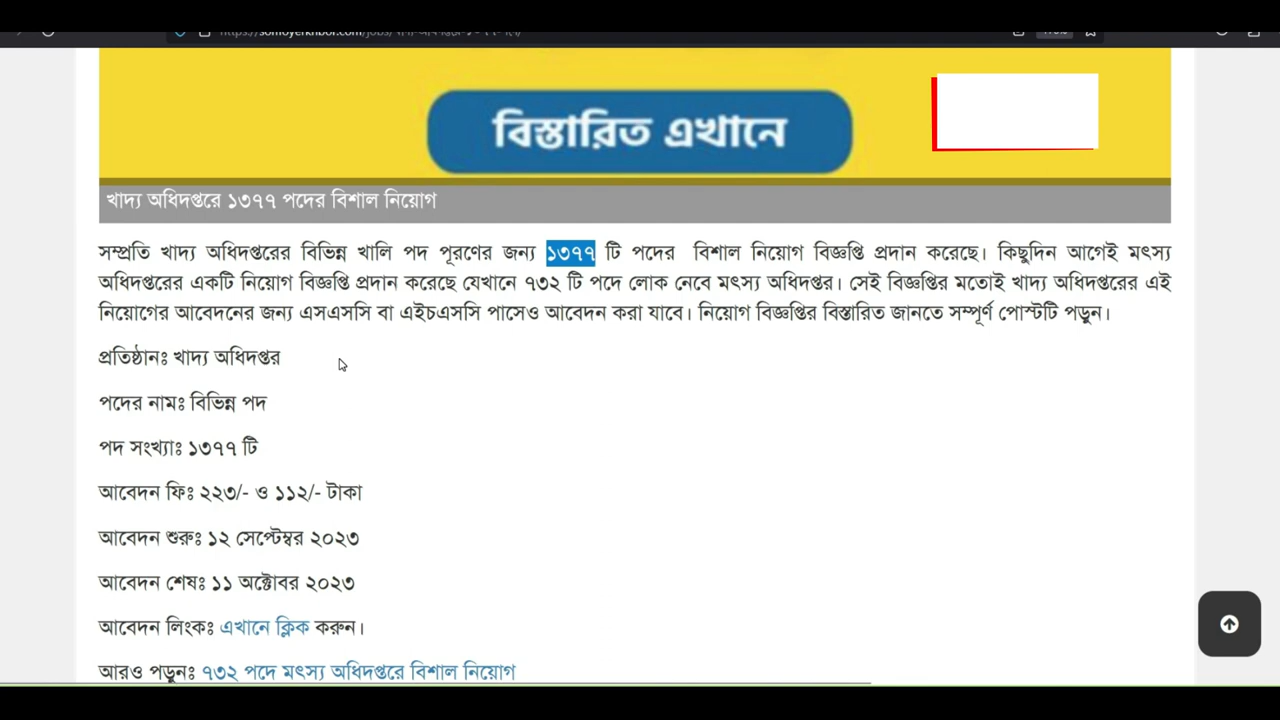 বিস্তারিত এখানে
খাদ্য অধিদপ্তরে ১৩৭৭ পদের বিশাল নিয়োগ
সম্প্রতি খাদ্য অধিদপ্তরের বিভিন্ন খালি পদ পূরণের জন্য ১৩৭৭ টি পদের বিশাল নিয়োগ বিজ্ঞপ্তি প্রদান করেছে। কিছুদিন আগেই মৎস্য
অধিদপ্তরের একটি নিয়োগ বিজ্ঞপ্তি প্রদান করেছে যেখানে ৭৩২ টি পদে লোক নেবে মৎস্য অধিদপ্তর। সেই বিজ্ঞপ্তির মতোই খাদ্য অধিদপ্তরের এই
নিয়োগের আবেদনের জন্য এসএসসি বা এইচএসসি পাসেও আবেদন করা যাবে। নিয়োগ বিজ্ঞপ্তির বিস্তারিত জানতে সম্পূর্ণ পোস্টটি পড়ুন।
প্রতিষ্ঠানঃ খাদ্য অধিদপ্তর
পদের নামঃ বিভিন্ন পদ
পদ সংখ্যাঃ ১৩৭৭ টি
আবেদন ফিঃ ২২৩/- ও ১১২/- টাকা
আবেদন শুরুঃ ১২ সেপ্টেম্বর ২০২৩
আবেদন শেষঃ ১১ অক্টোবর ২০২৩
আবেদন লিংকঃ এখানে ক্লিক করুন।
আরও পড়ুনঃ ৭৩২ পদে মৎস্য অধিদপ্তরে বিশাল নিয়োগ